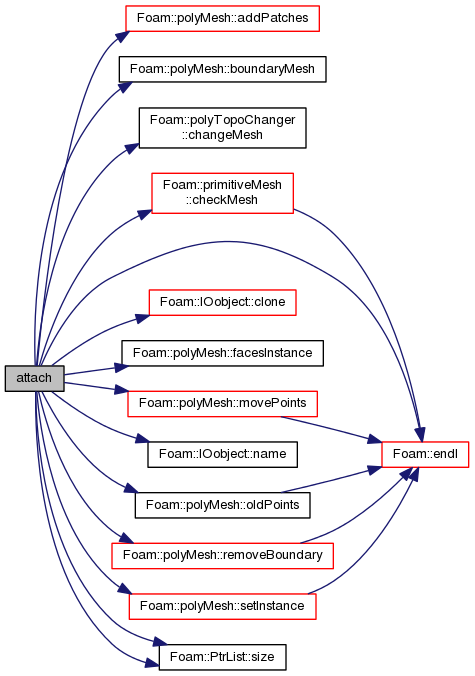 Foam::polyMesh::addPatches
Foam::polyMesh::boundaryMesh
Foam::polyTopoChanger
::changeMesh
Foam::primitiveMesh
::checkMesh
Foam::IOobject::clone
Foam::polyMesh::facesInstance
attach
Foam::polyMesh::movePoints
Foam::IOobject::name
Foam::endl
Foam::polyMesh::oldPoints
Foam::polyMesh::removeBoundary
Foam::polyMesh::setInstance
Foam::PtrList::size